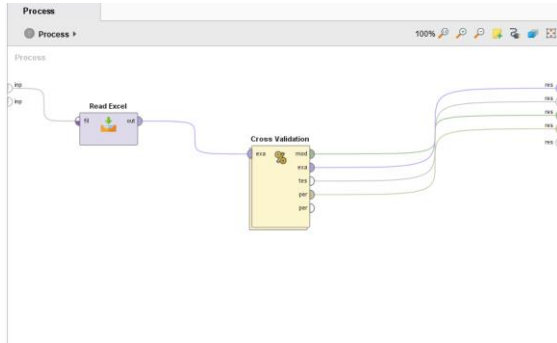 Process
Process
100%
Process
inp
inp
res
res
res
res
res
Read Excel
fil
out
Cross Validation
exa
mod
exa
tes
per
per